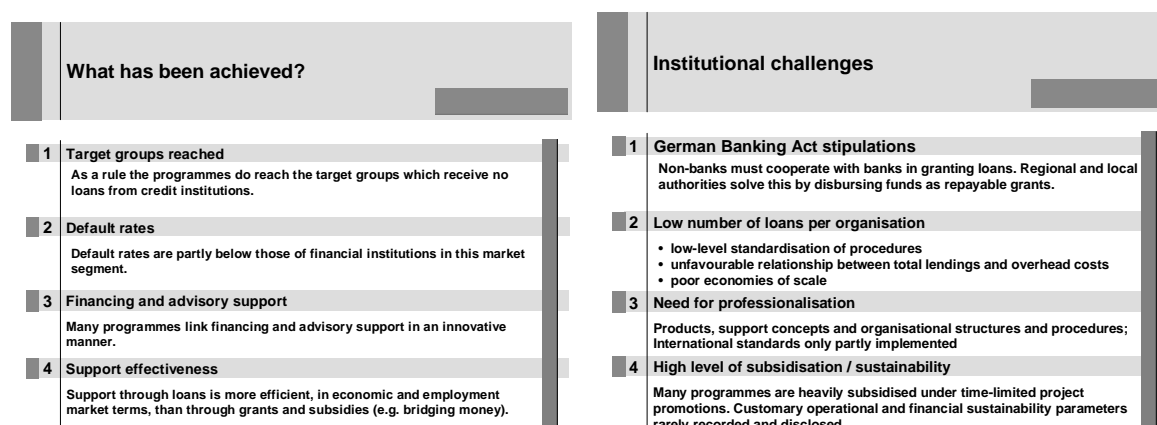 What has been achieved?
1 Target groups reached
As a rule the programmes do reach the target groups which receive no
loans from credit institutions.
2 Default rates
Default rates are partly below those of financial institutions in this market
segment.
3 Financing and advisory support
Many programmes link financing and advisory support in an innovative
manner.
4 Support effectiveness
Support through loans is more efficient, in economic and employment
market terms, than through grants and subsidies (e.g. bridging money).
Institutional challenges
1 German Banking Act stipulations
Non-banks must cooperate with banks in granting loans. Regional and local
authorities solve this by disbursing funds as repayable grants.
2 Low number of loans per organisation
• low-level standardisation of procedures
• unfavourable relationship between total lendings and overhead costs
• poor economies of scale
3 Need for professionalisation
Products, support concepts and organisational structures and procedures;
International standards only partly implemented
4 High level of subsidisation / sustainability
Many programmes are heavily subsidised under time-limited project
promotions. Customary operational and financial sustainability parameters
rarely recorded and disclosed